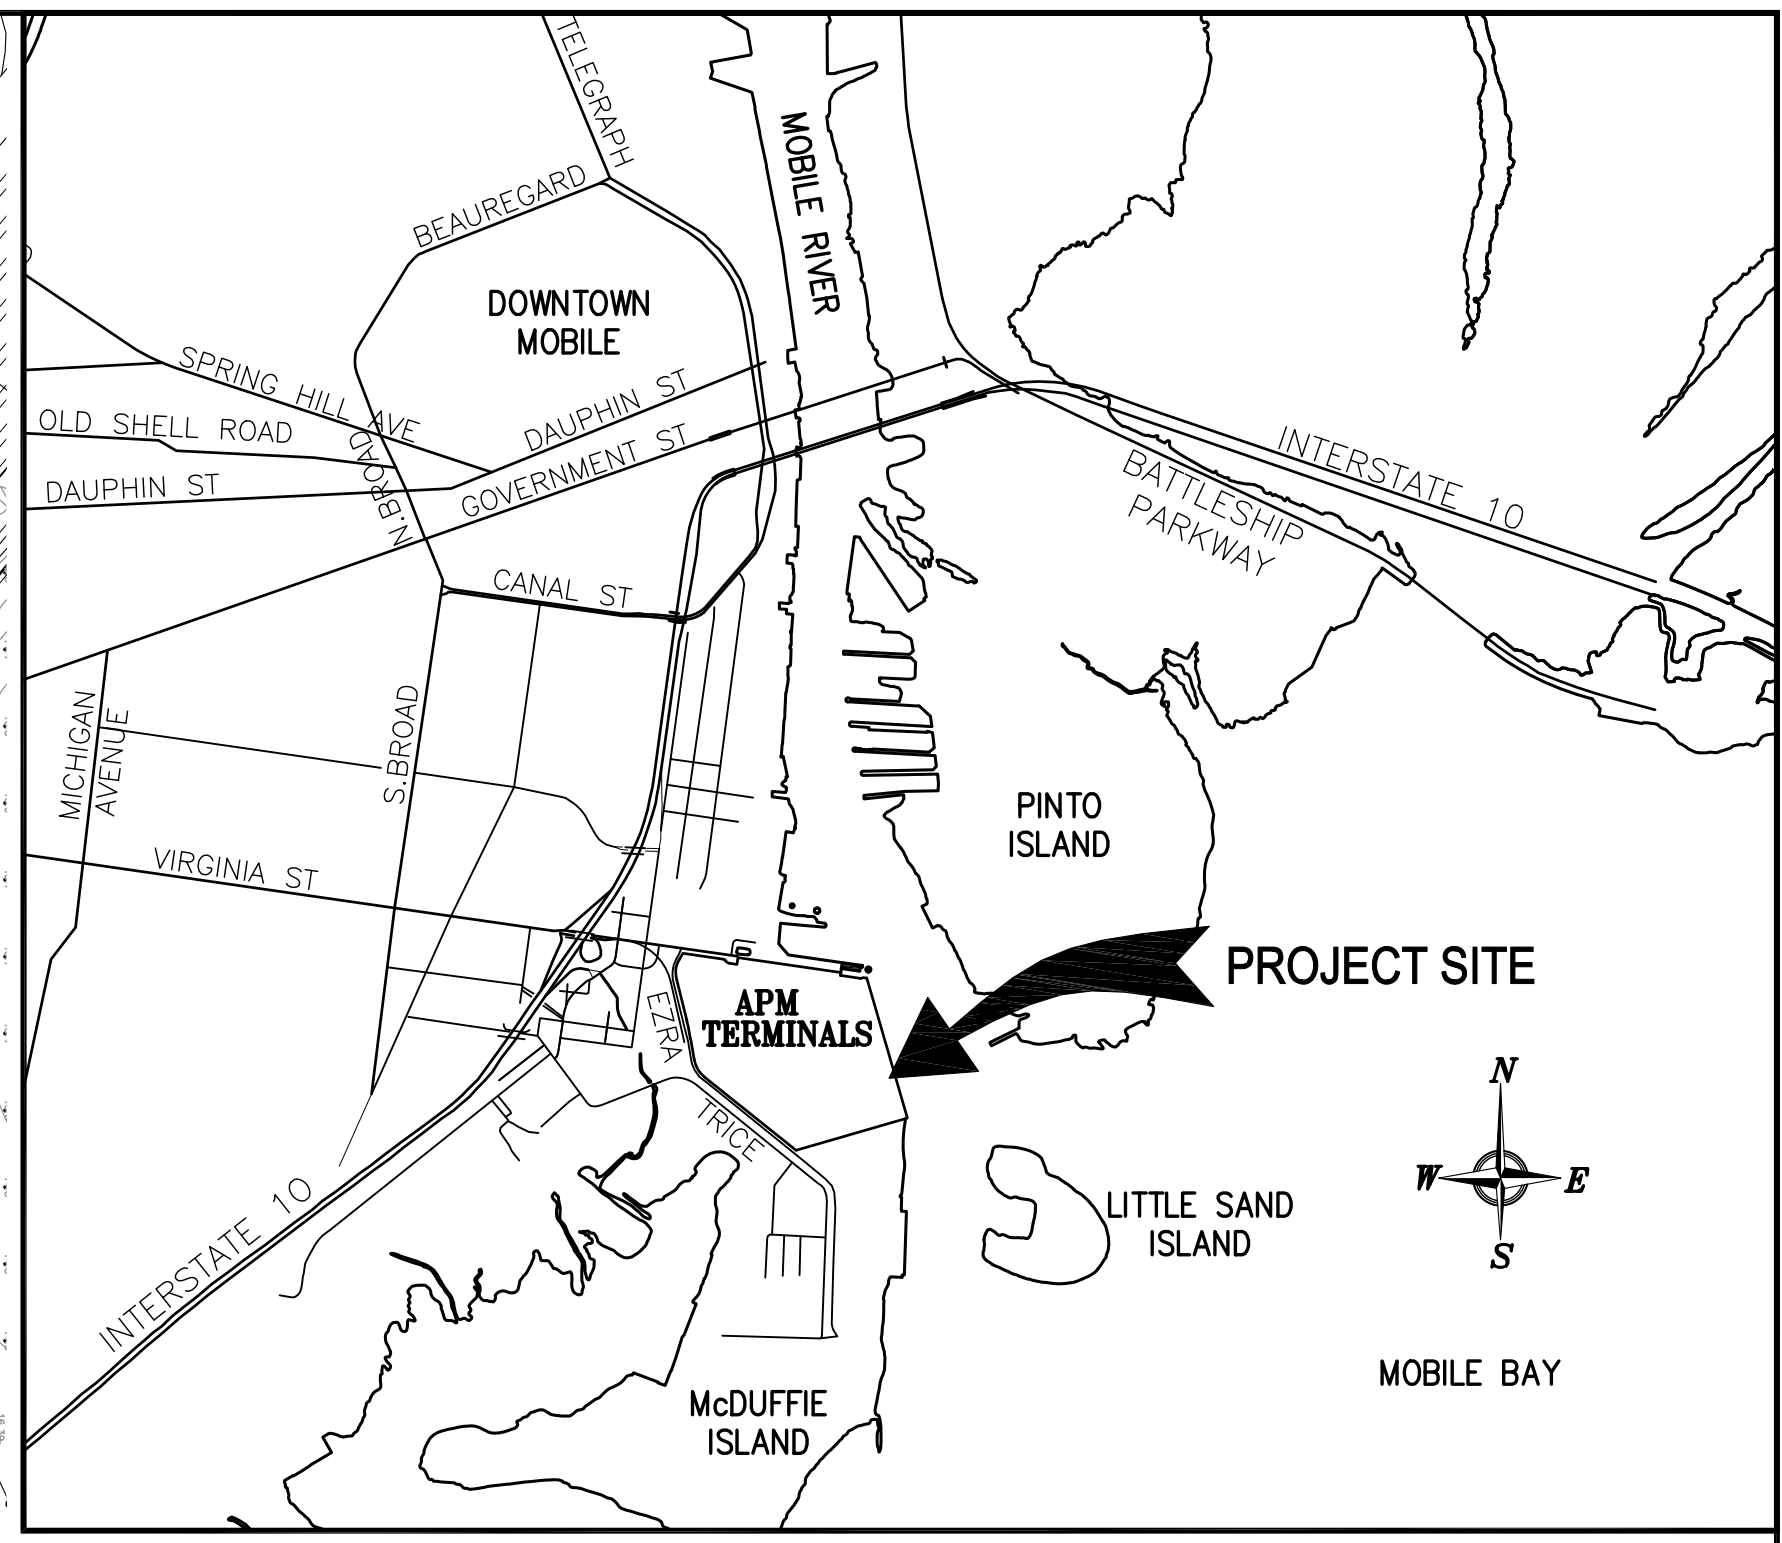 TELEGRAPH
MOBILE RIVER
BEAUREGARD
DOWNTOWN
MOBILE
SPRING HILL AVE
DAUPHIN ST
OLD SHELL ROAD
N.BROAD
GOVERNMENT ST
DAUPHIN ST
INTERSTATE 10
BATTLESHIP
PARKWAY
CANAL ST
MICHIGAN
AVENUE
S.BROAD
PINTO
ISLAND
VIRGINIA ST
PROJECT SITE
APM
TERMINALS
EZRA
TRICE
N
W
E
S
LITTLE SAND
ISLAND
INTERSTATE 10
MOBILE BAY
McDUFFIE
ISLAND